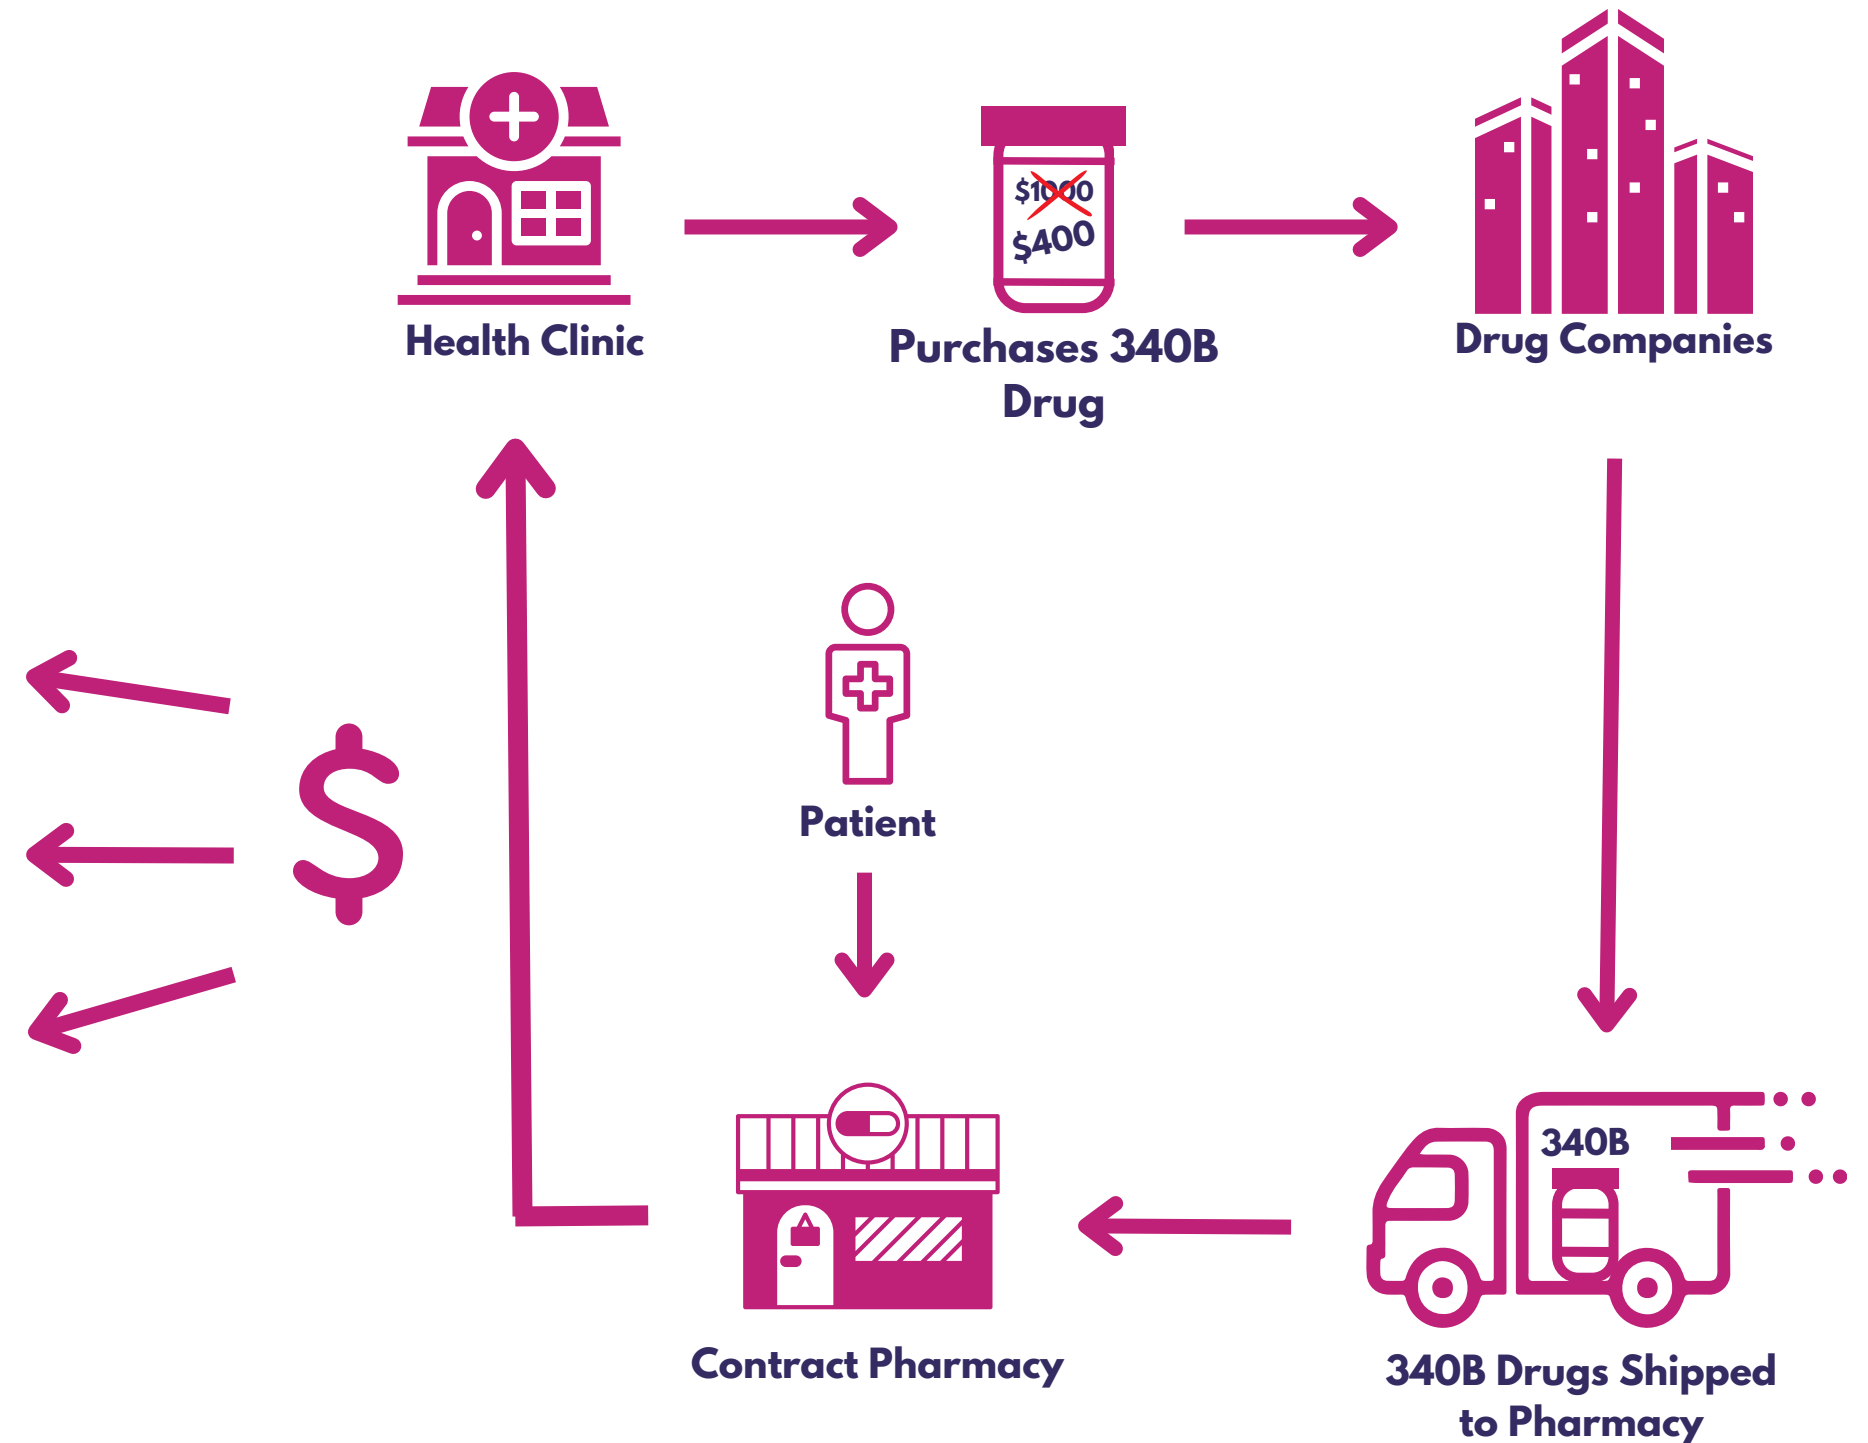 $1000
$400
Health Clinic
Purchases 340B
Drug
Drug Companies
Patient
340B
Contract Pharmacy
340B Drugs Shipped
to Pharmacy
$